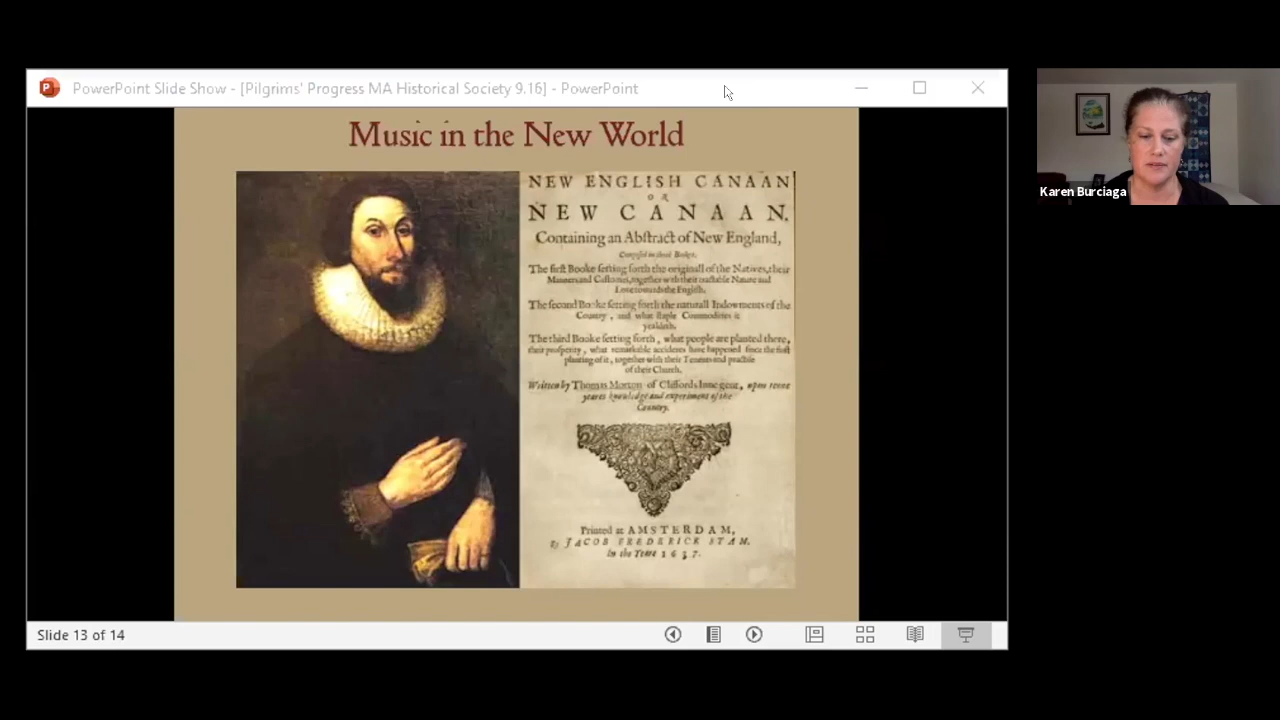 PowerPoint Slide Show - [Pilgrims' Progress MA Historical Society 9.16] - PowerPoint
Music in the New World
NEW ENGLISH CANAAN
OR
NEW CANAAN.
Containing an Abstract of New England,
Composed in three Bookes.
The first Booke setting forth the originall of the Natives, their
Manners and Customes, together with their tractable Nature and
Love towards the English.
The second Booke setting forth the naturall Indowments of the
Country, and what staple Commodities it
yealdeth.
The third Booke setting forth, what people are planted there,
their prosperity, what remarkable accidents have happened since the first
planting of it, together with their Tenents and practise
of their Church.
Written by Thomas Morton of Cliffords Inne gent, upon tenne
yeares knowledge and experiment of the
Country.
Printed at AMSTERDAM,
By JACOB FREDERICK STAM.
In the Yeare 1637.
Karen Burciaga
Slide 13 of 14